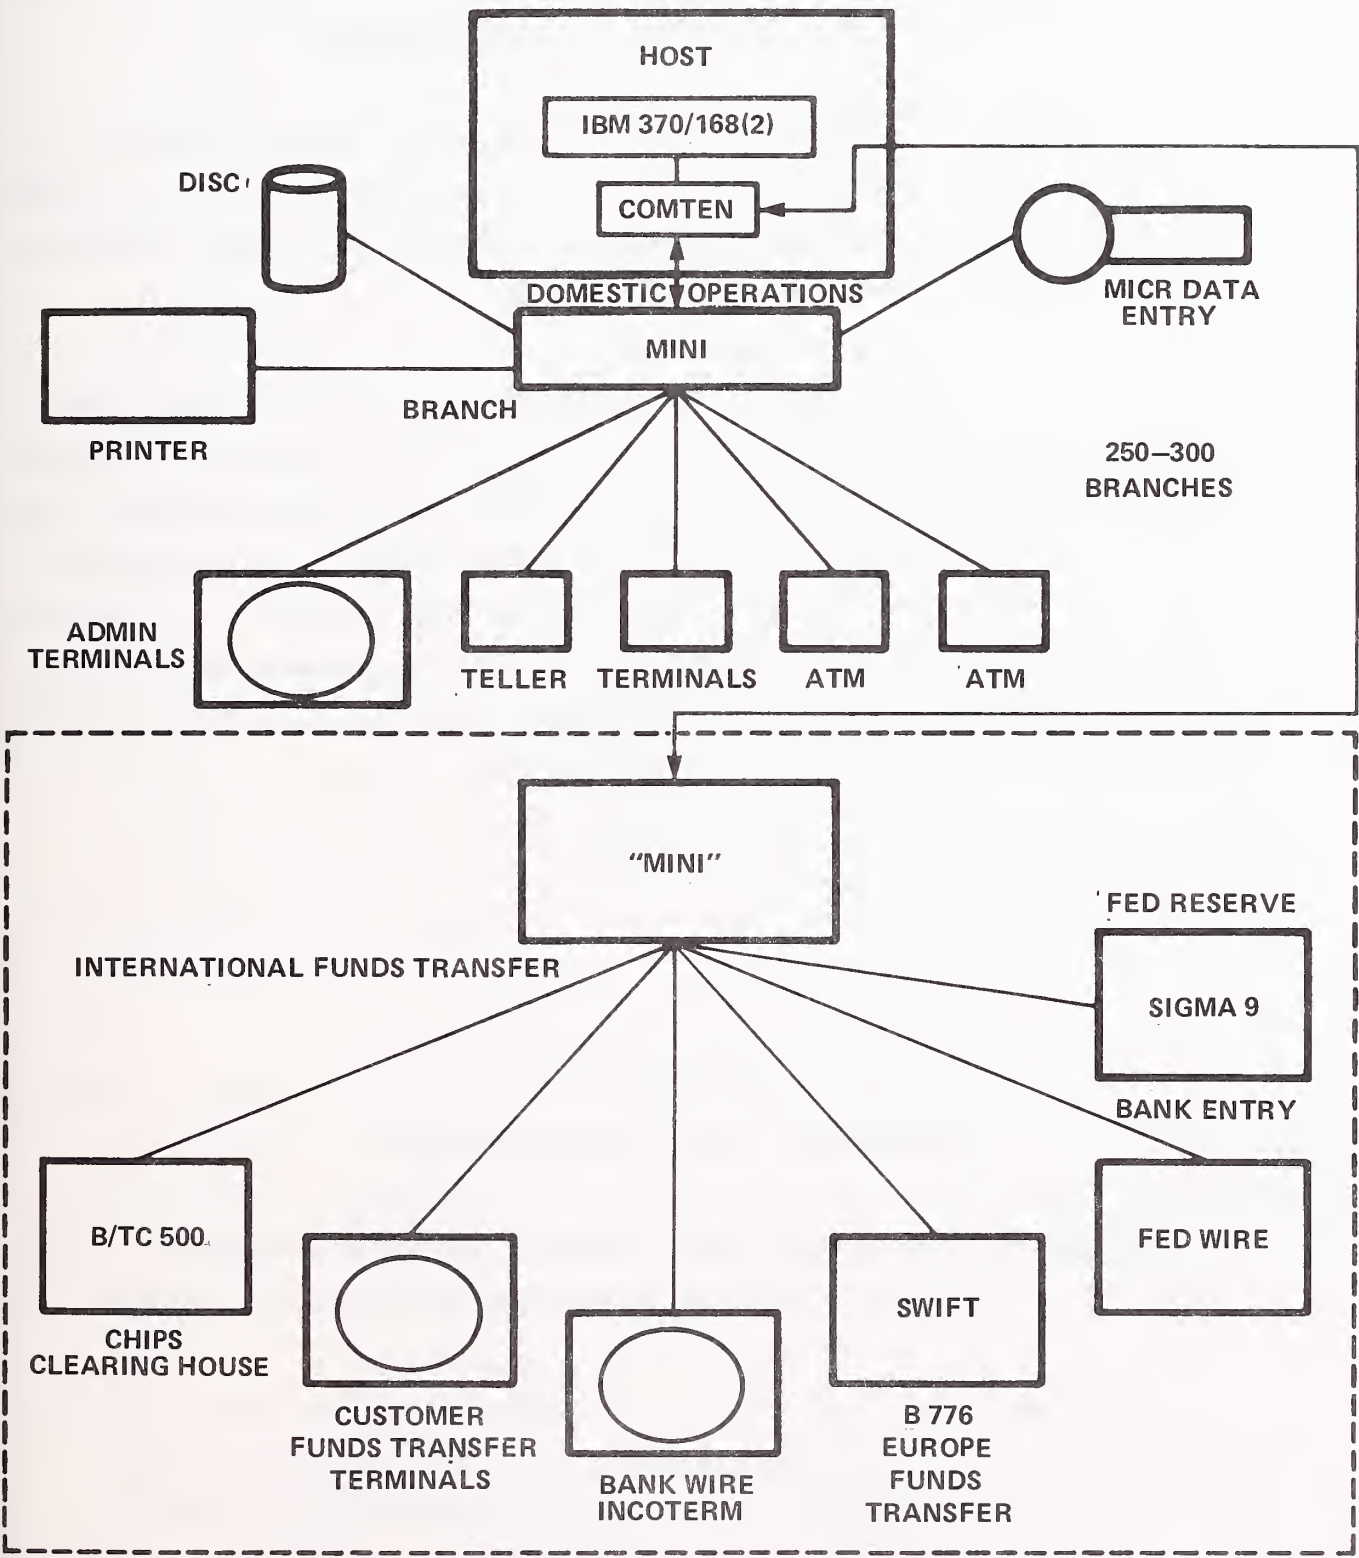 HOST
IBM 370/168(2)
DISC
COMTEN
DOMESTIC OPERATIONS
MICR DATA
ENTRY
MINI
BRANCH
PRINTER
250–300
BRANCHES
ADMIN
TERMINALS
TELLER
TERMINALS
ATM
ATM
"MINI"
FED RESERVE
INTERNATIONAL FUNDS TRANSFER
SIGMA 9
BANK ENTRY
B/TC 500
FED WIRE
SWIFT
CHIPS
CLEARING HOUSE
CUSTOMER
FUNDS TRANSFER
TERMINALS
BANK WIRE
INCOTERM
B 776
EUROPE
FUNDS
TRANSFER